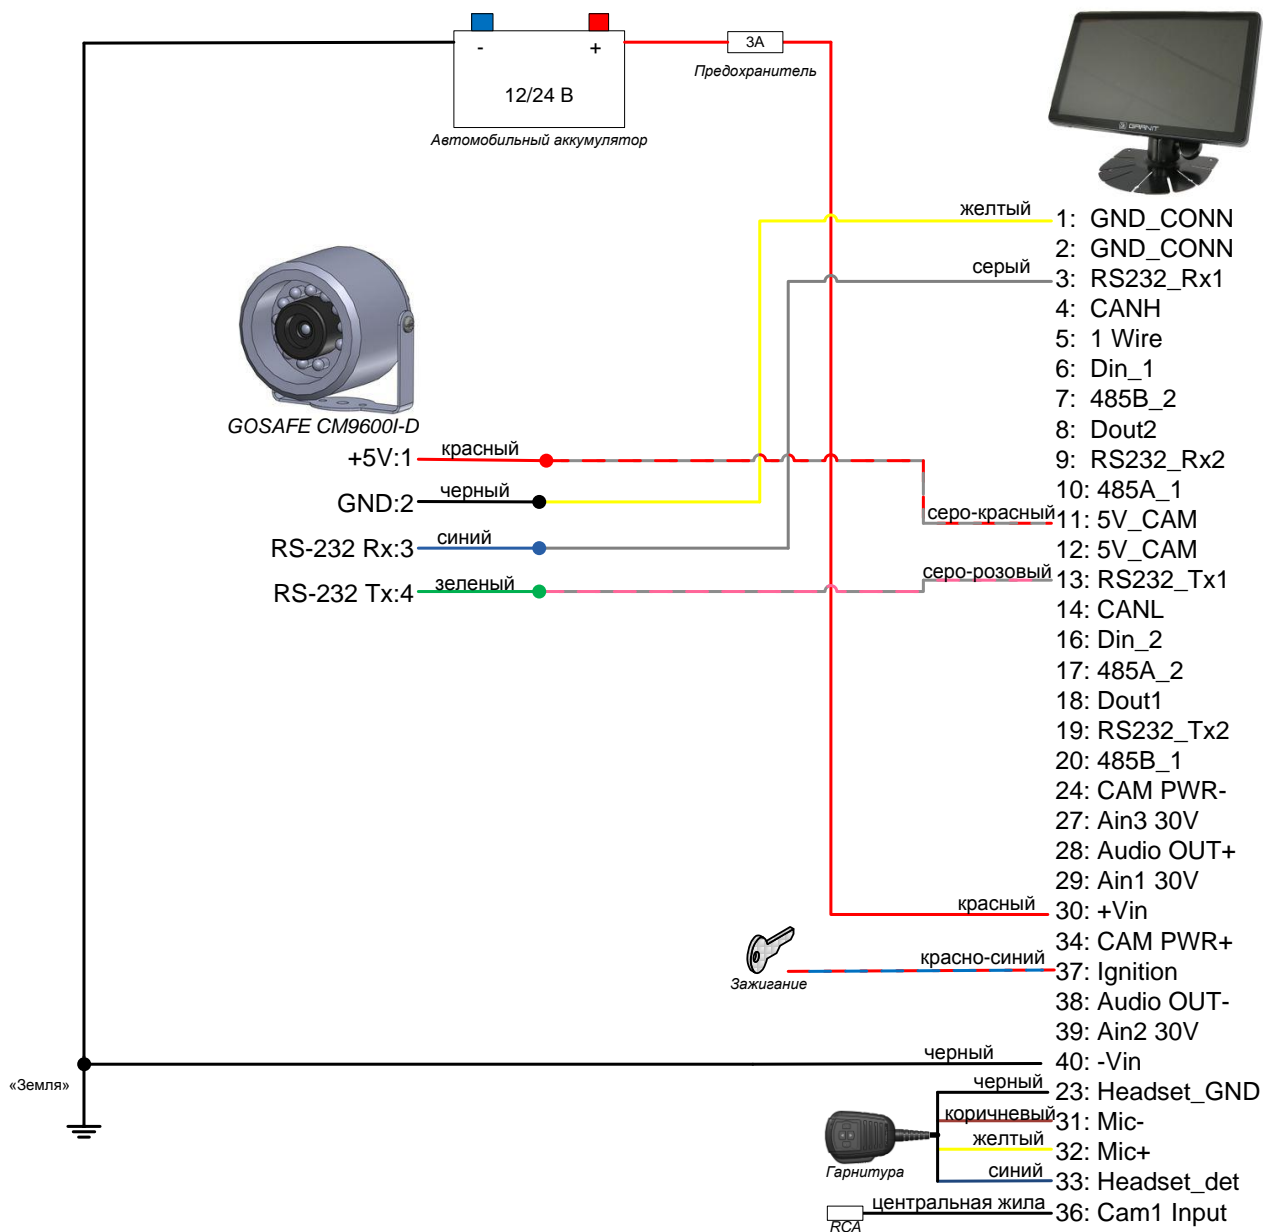 - +
3A
12/24 В
Предохранитель
Автомобильный аккумулятор
GRANIT
желтый
1: GND_CONN
2: GND_CONN
серый
3: RS232_Rx1
4: CANH
5: 1 Wire
6: Din_1
7: 485B_2
8: Dout2
9: RS232_Rx2
10: 485A_1
серо-красный
11: 5V_CAM
12: 5V_CAM
серо-розовый
13: RS232_Tx1
14: CANL
16: Din_2
17: 485A_2
18: Dout1
19: RS232_Tx2
20: 485B_1
24: CAM PWR-
27: Ain3 30V
28: Audio OUT+
29: Ain1 30V
красный
30: +Vin
34: CAM PWR+
красно-синий
37: Ignition
38: Audio OUT-
39: Ain2 30V
черный
40: -Vin
черный
23: Headset_GND
коричневый
31: Mic-
желтый
32: Mic+
синий
33: Headset_det
центральная жила
36: Cam1 Input
GOSAFE CM9600I-D
+5V:1
красный
GND:2
черный
RS-232 Rx:3
синий
RS-232 Tx:4
зеленый
Зажигание
«Земля»
Гарнитура
RCA